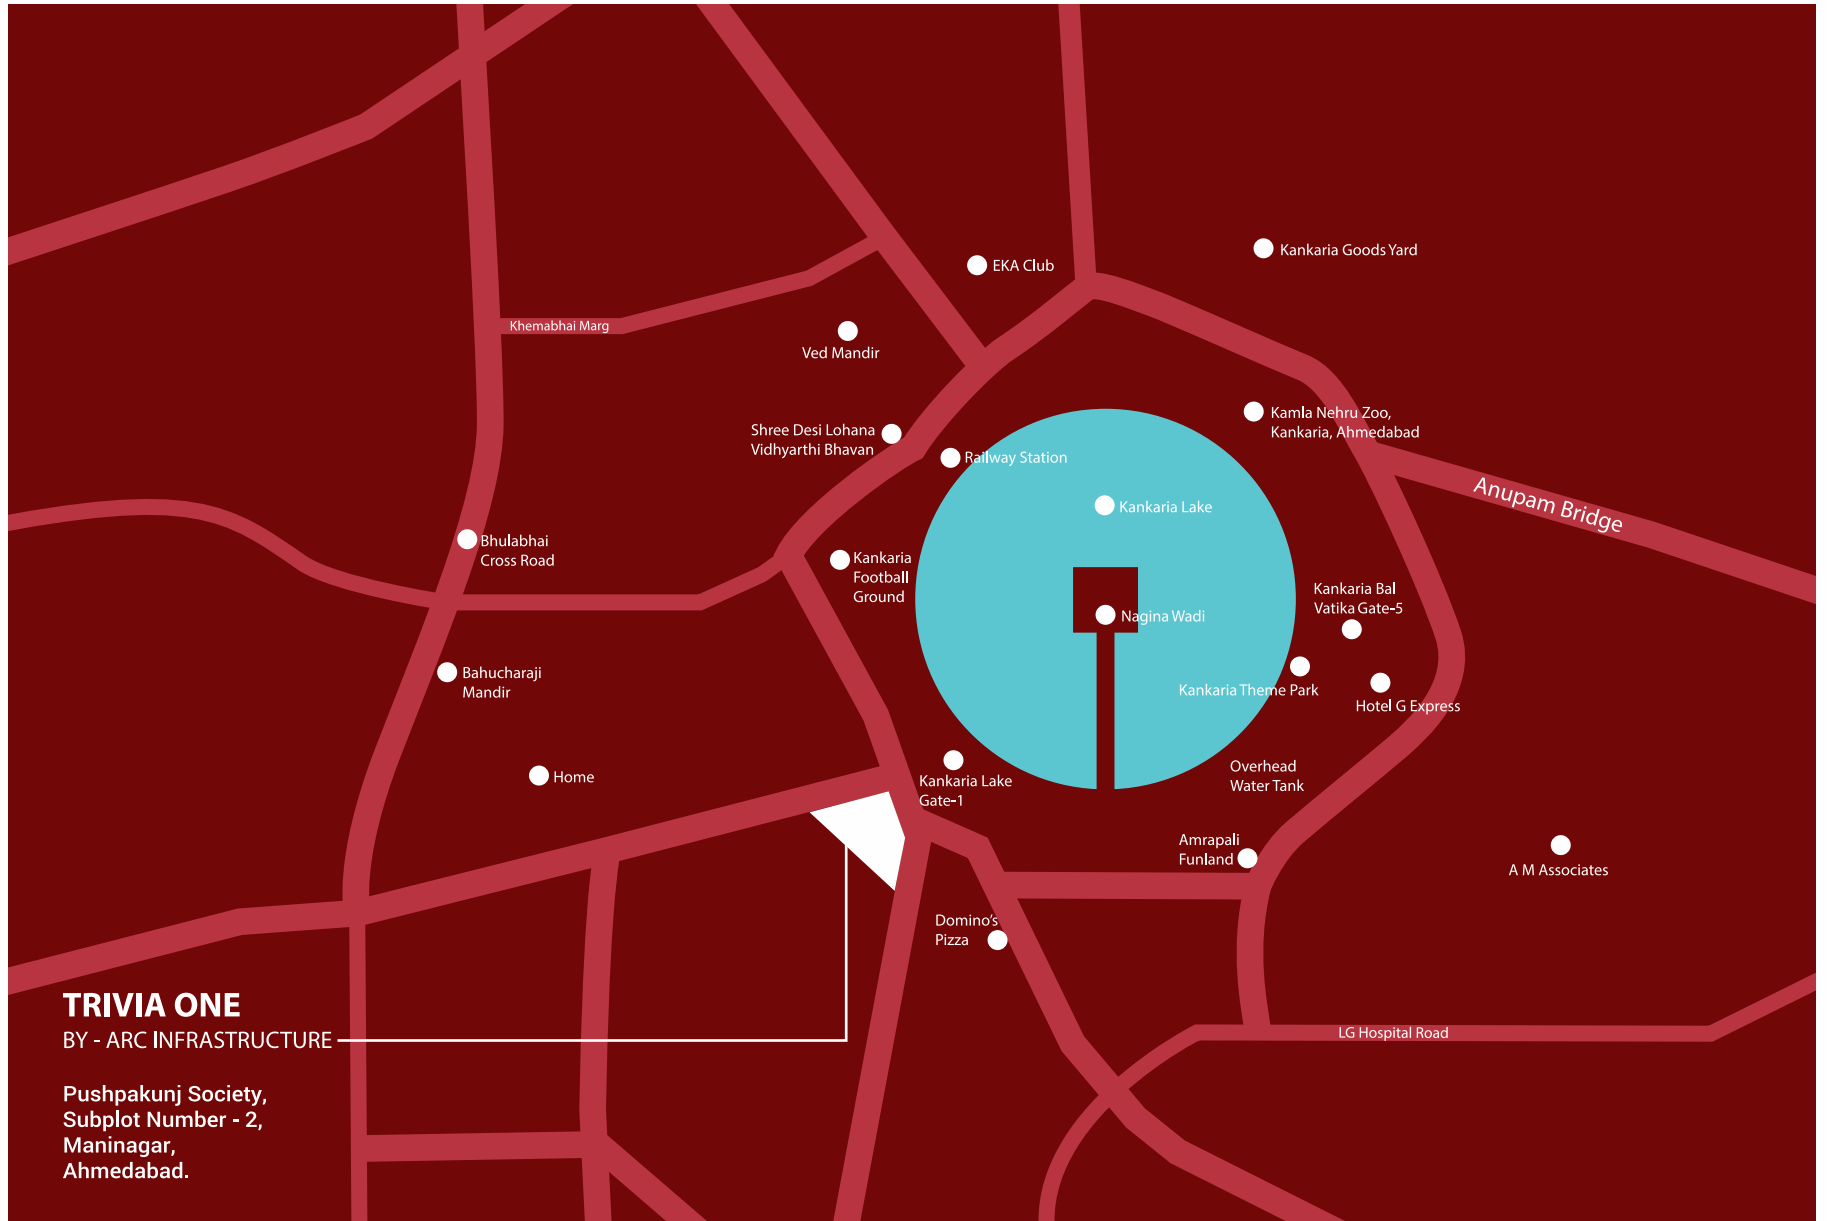 EKA Club
Kankaria Goods Yard
Khemabhai Marg
Ved Mandir
Kamla Nehru Zoo,
Kankaria, Ahmedabad
Shree Desi Lohana
Vidhyarthi Bhavan
Railway Station
Anupam Bridge
Kankaria Lake
Bhulabhai
Cross Road
Kankaria
Football
Ground
Kankaria Bal
Vatika Gate-5
Nagina Wadi
Bahucharaji
Mandir
Kankaria Theme Park
Hotel G Express
Home
Kankaria Lake
Gate-1
Overhead
Water Tank
Amrapali
Funland
A M Associates
Domino's
Pizza
LG Hospital Road
TRIVIA ONE
BY - ARC INFRASTRUCTURE
Pushpakunj Society,
Subplot Number - 2,
Maninagar,
Ahmedabad.